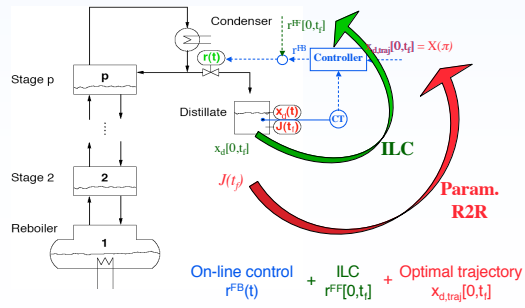 Condenser
r^FF[0,t_f]
r(t)
r^FB
Controller
x_d,traj[0,t_f] = X(π)
Stage p
p
Distillate
x_d(t)
J(t_f)
CT
x_d[0,t_f]
ILC
J(t_f)
Param.
R2R
Stage 2
2
Reboiler
1
On-line control + ILC + Optimal trajectory
r^FB(t) r^FF[0,t_f] x_d,traj[0,t_f]